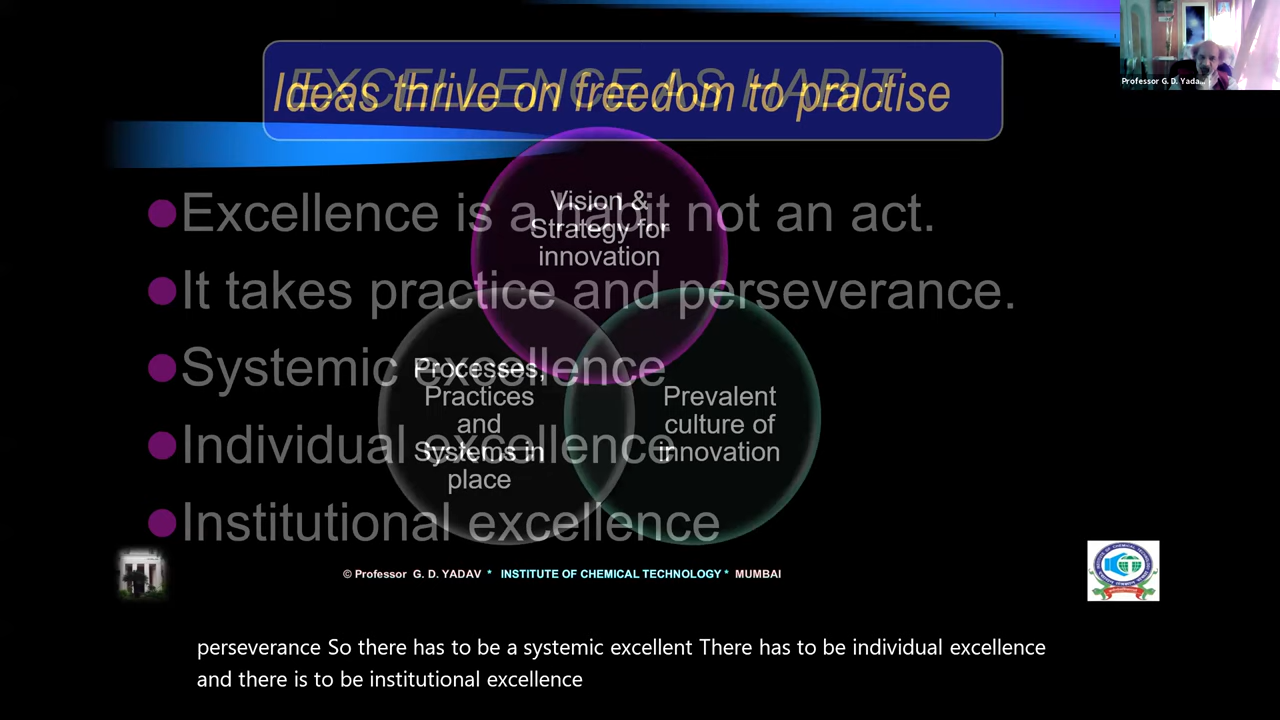 EXCELLENCE AS HABIT
Ideas thrive on freedom to practise
Professor G. D. Yada...
Excellence is a habit not an act.
It takes practice and perseverance.
Systemic excellence
Individual excellence
Institutional excellence
Vision &
Strategy for
innovation
Processes,
Practices
and
Systems in
place
Prevalent
culture of
innovation
© Professor G. D. YADAV * INSTITUTE OF CHEMICAL TECHNOLOGY * MUMBAI
perseverance So there has to be a systemic excellent There has to be individual excellence
and there is to be institutional excellence